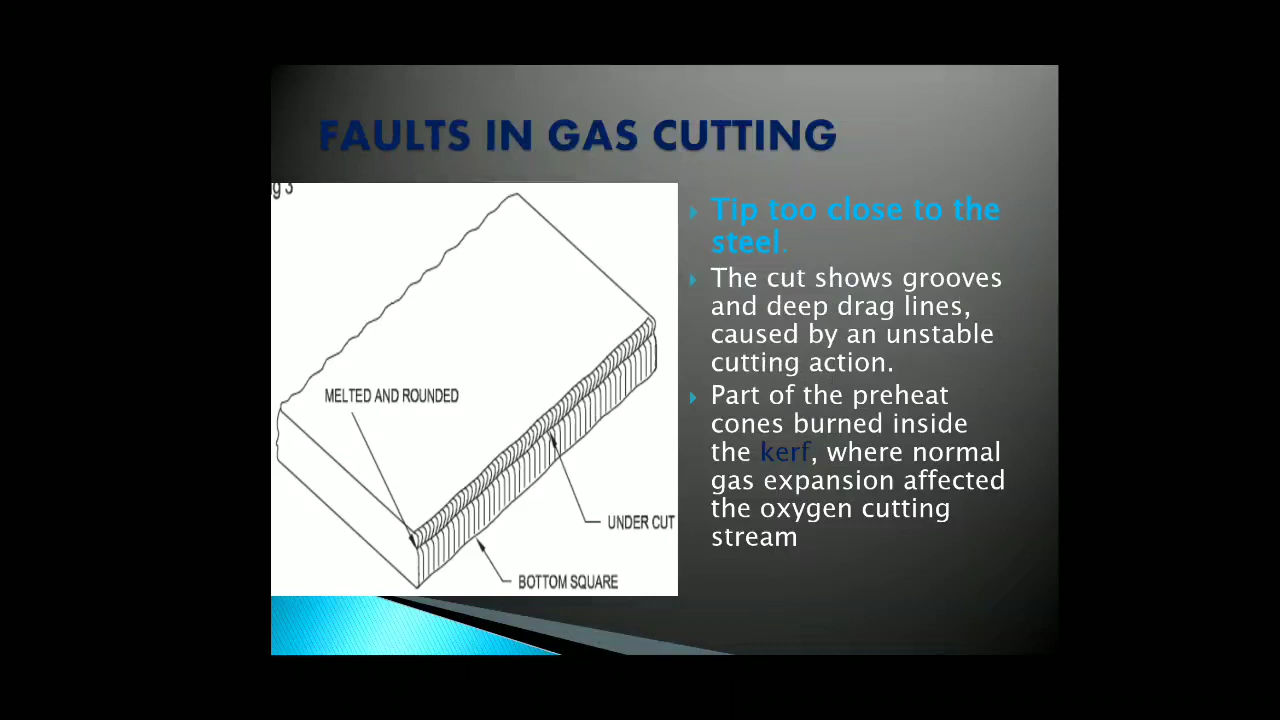 FAULTS IN GAS CUTTING
g 3
MELTED AND ROUNDED
UNDER CUT
BOTTOM SQUARE
Tip too close to the
steel.
The cut shows grooves
and deep drag lines,
caused by an unstable
cutting action.
Part of the preheat
cones burned inside
the kerf, where normal
gas expansion affected
the oxygen cutting
stream